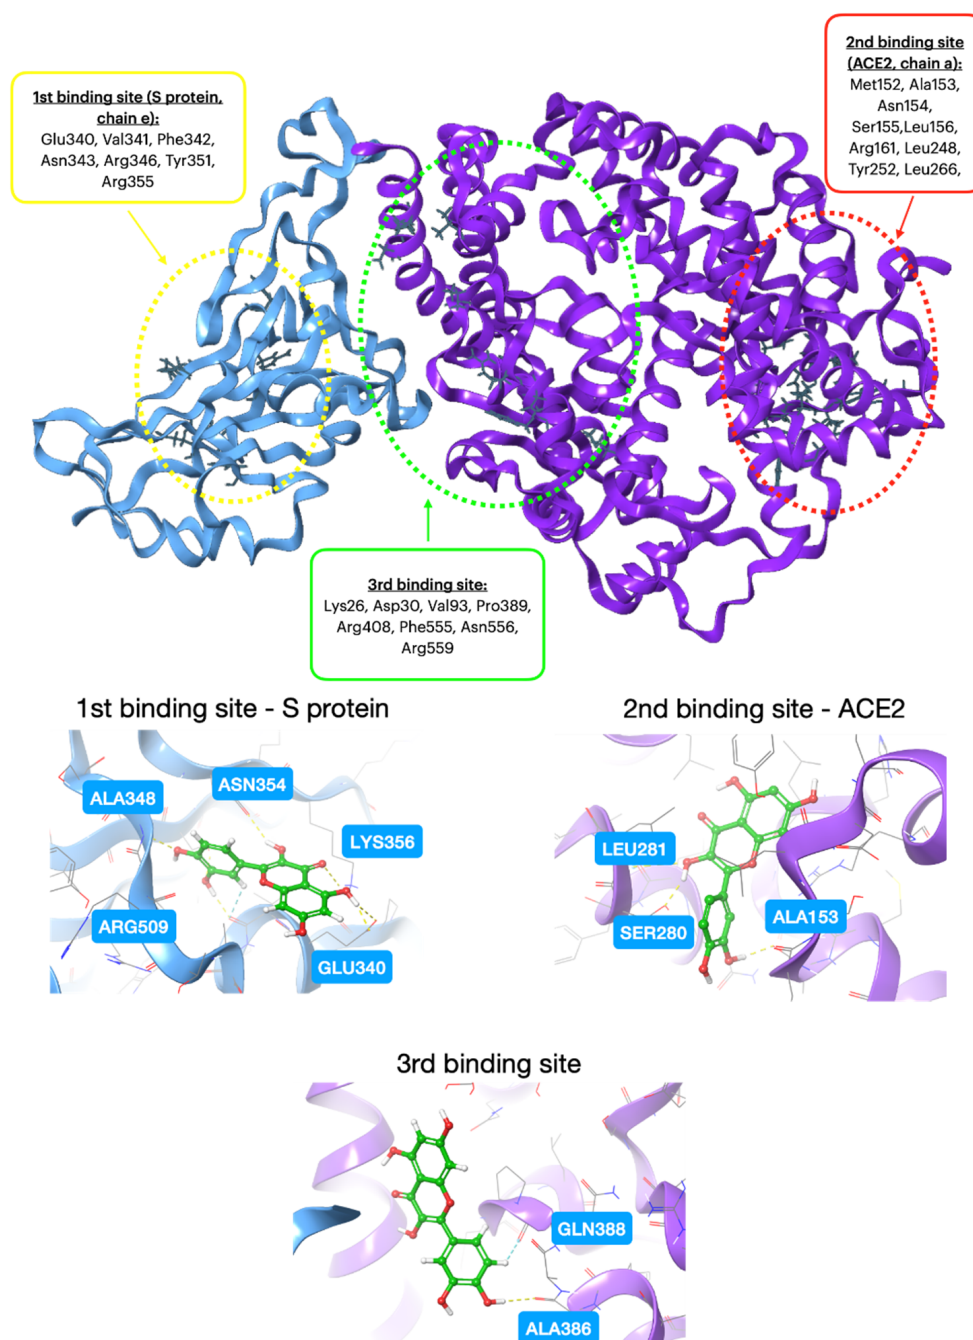 1st binding site (S protein,
chain e):
Glu340, Val341, Phe342,
Asn343, Arg346, Tyr351,
Arg355
2nd binding site
(ACE2, chain a):
Met152, Ala153,
Asn154,
Ser155,Leu156,
Arg161, Leu248,
Tyr252, Leu266,
3rd binding site:
Lys26, Asp30, Val93, Pro389,
Arg408, Phe555, Asn556,
Arg559
1st binding site - S protein
ALA348
ASN354
LYS356
ARG509
GLU340
2nd binding site - ACE2
LEU281
SER280
ALA153
3rd binding site
GLN388
ALA386